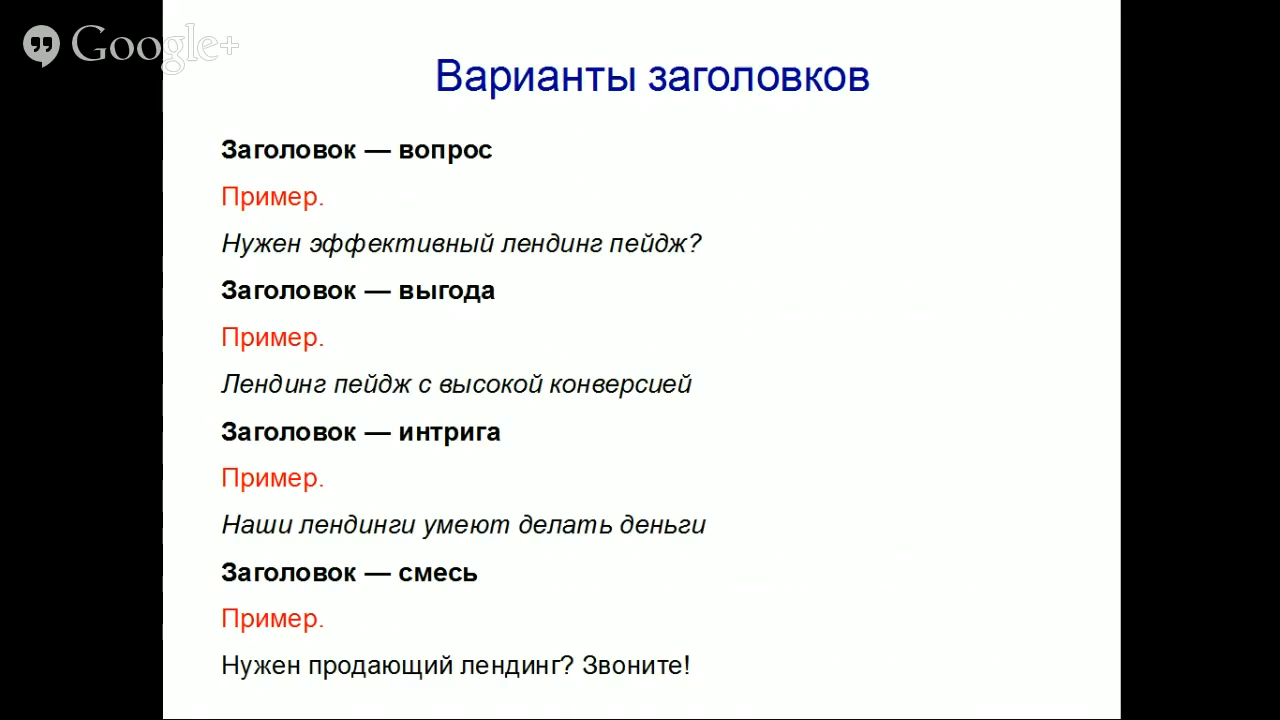 Google+
Варианты заголовков
Заголовок — вопрос
Пример.
Нужен эффективный лендинг пейдж?
Заголовок — выгода
Пример.
Лендинг пейдж с высокой конверсией
Заголовок — интрига
Пример.
Наши лендинги умеют делать деньги
Заголовок — смесь
Пример.
Нужен продающий лендинг? Звоните!